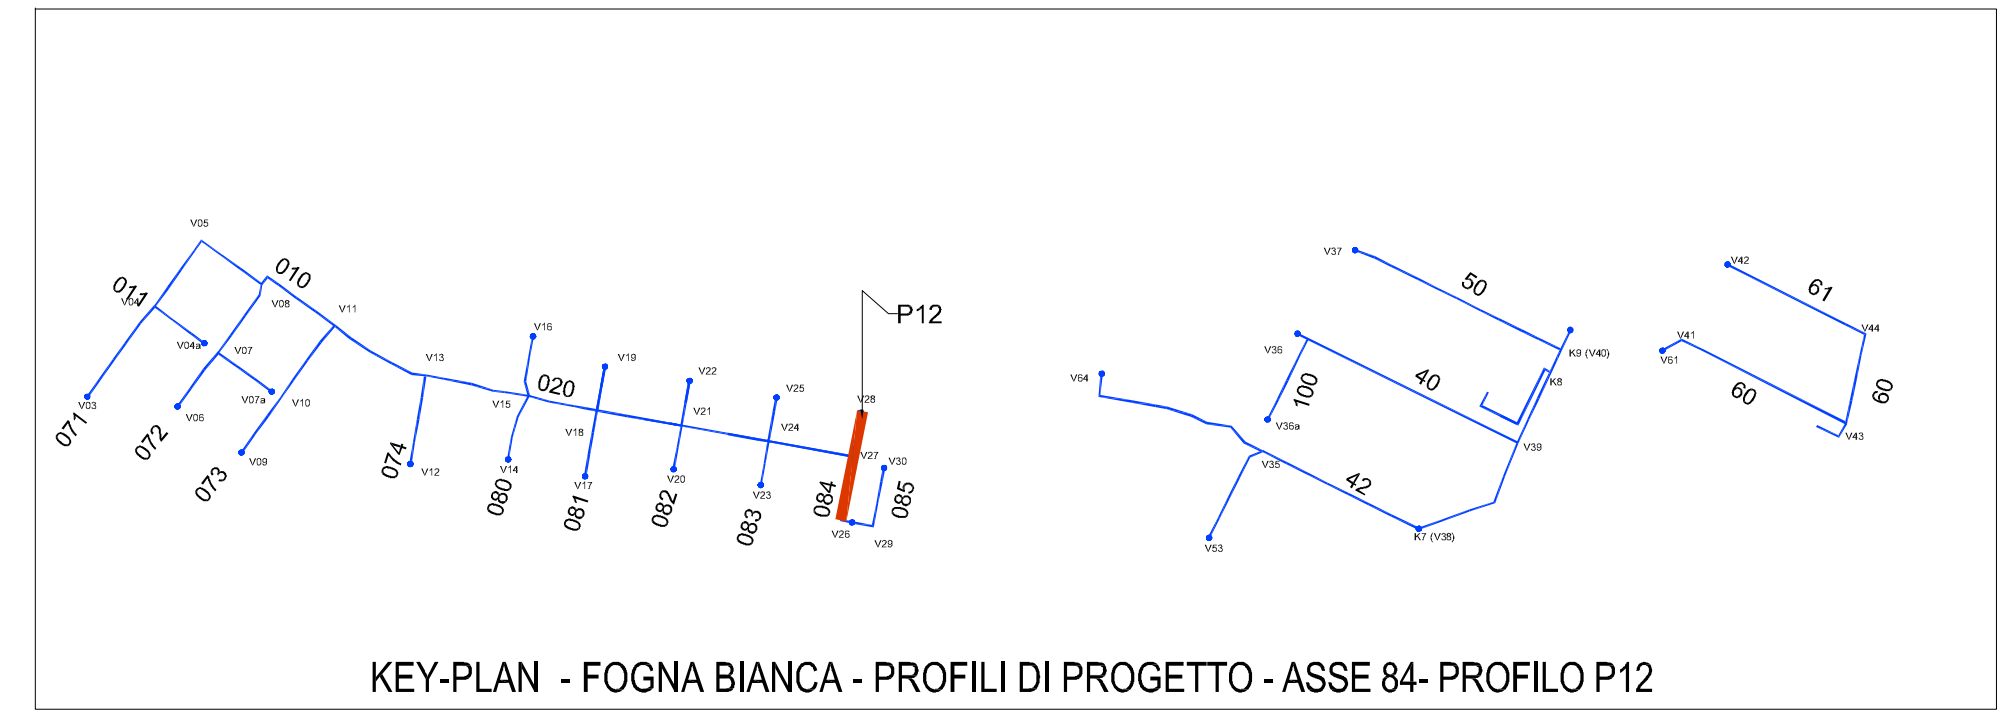 V05
010
011
V04
V08
V11
V04a
V07
V13
V16
V19
V22
V25
V28
P12
V03
071
V06
072
V07a
V10
V09
073
074
V12
V15
020
V14
080
V18
V17
081
V21
V20
082
V24
V23
083
V27
084
V26
V30
085
V29
V37
50
V36
100
V36a
40
K9 (V40)
K8
V64
V39
V35
42
V53
K7 (V38)
V42
61
V44
V41
V61
60
60
V43
KEY-PLAN - FOGNA BIANCA - PROFILI DI PROGETTO - ASSE 84- PROFILO P12